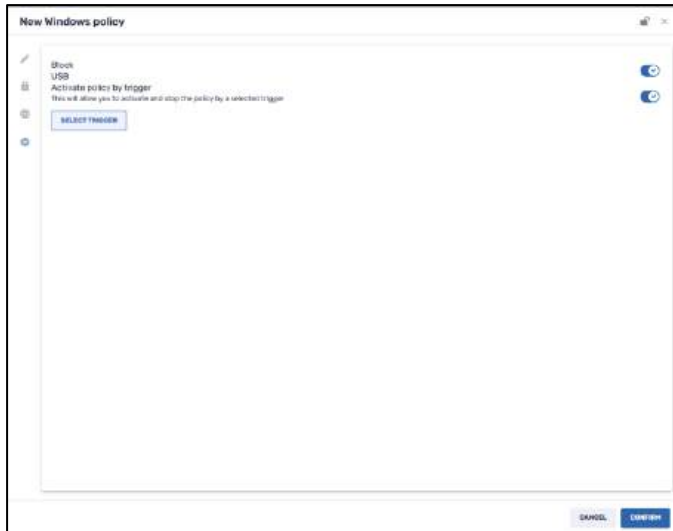 New Windows policy
Block
USB
Activate policy by trigger
This will allow you to activate and stop the policy by a selected trigger
SELECT TRIGGER
CANCEL
CONFIRM